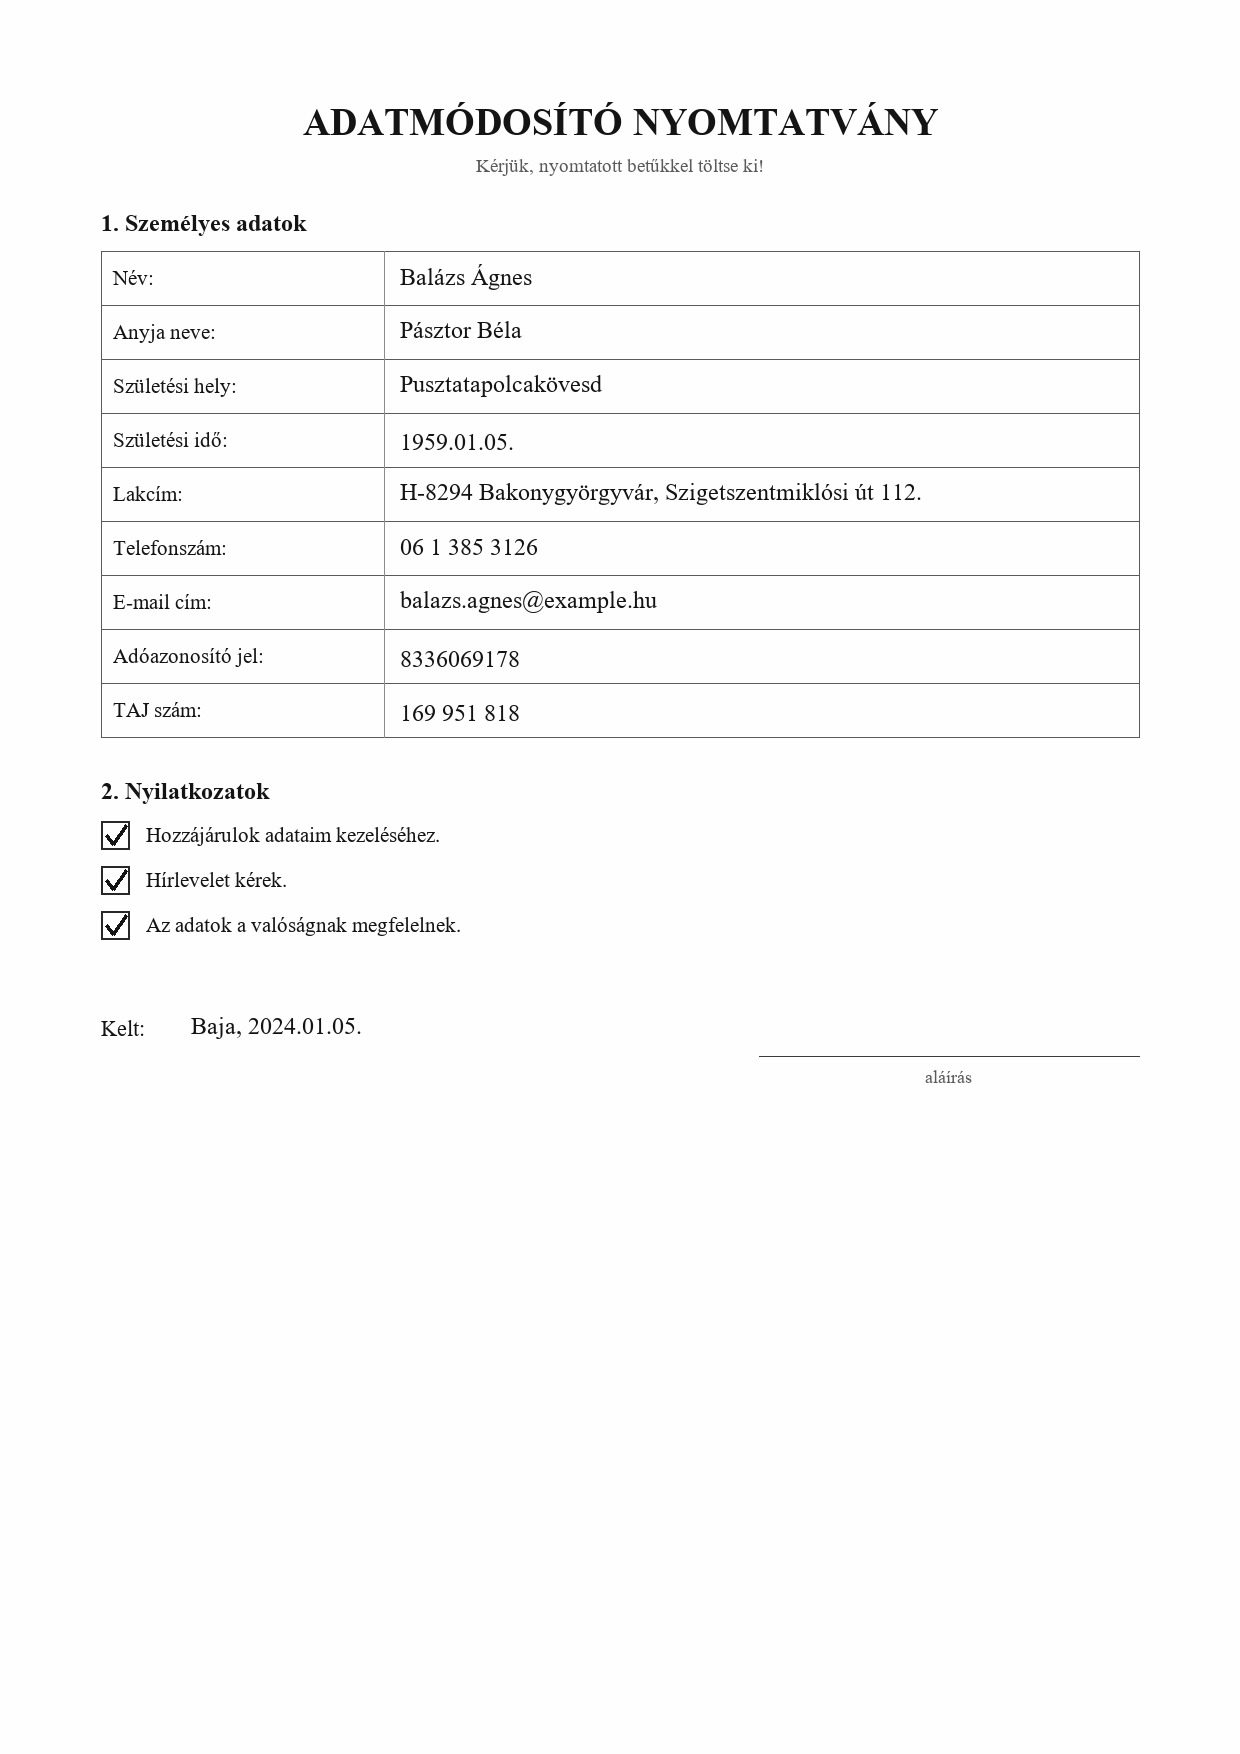 ADATMÓDOSÍTÓ NYOMTATVÁNY
Kérjük, nyomtatott betűkkel töltse ki!
1. Személyes adatok
Név: Balázs Ágnes
Anyja neve: Pásztor Béla
Születési hely: Pusztatapolcakövesd
Születési idő: 1959.01.05.
Lakcím: H-8294 Bakonygyörgyvár, Szigetszentmiklósi út 112.
Telefonszám: 06 1 385 3126
E-mail cím: balazs.agnes@example.hu
Adóazonosító jel: 8336069178
TAJ szám: 169 951 818
2. Nyilatkozatok
Hozzájárulok adataim kezeléséhez.
Hírlevelet kérek.
Az adatok a valóságnak megfelelnek.
Kelt: Baja, 2024.01.05.
aláírás